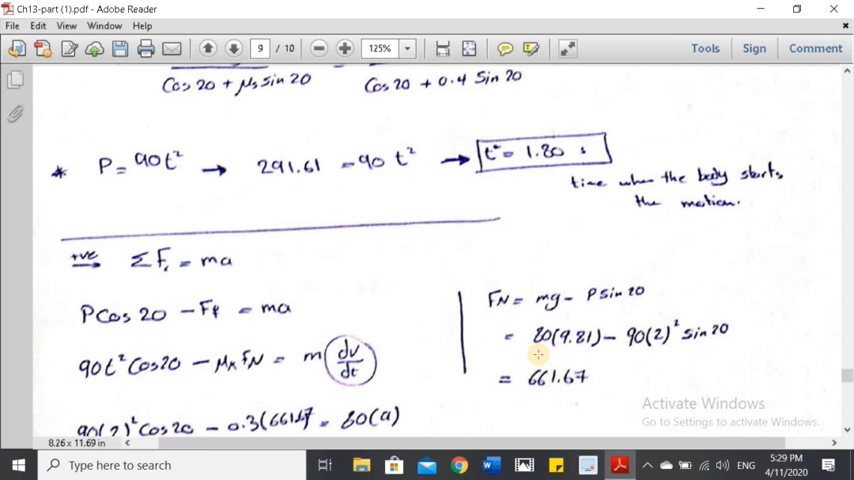 Ch13-part (1).pdf - Adobe Reader
File Edit View Window Help
9 / 10 125% Tools Sign Comment
Cos 20 + μs Sin 20 Cos 20 + 0.4 Sin 20
* P = 90t² → 291.61 = 90 t² → t = 1.80 s
time when the body starts
the motion.
+ve → ΣFx = ma
P Cos 20 - Ff = ma
90t² Cos20 - μk FN = m dv/dt
90(2)² Cos 20 - 0.3(661.67 = 80(a)
FN = mg - P Sin 20
= 80(9.81) - 90(2)² Sin 20
= 661.67
Activate Windows
Go to Settings to activate Windows.
8.26 x 11.69 in
Type here to search
ENG
5:29 PM
4/11/2020